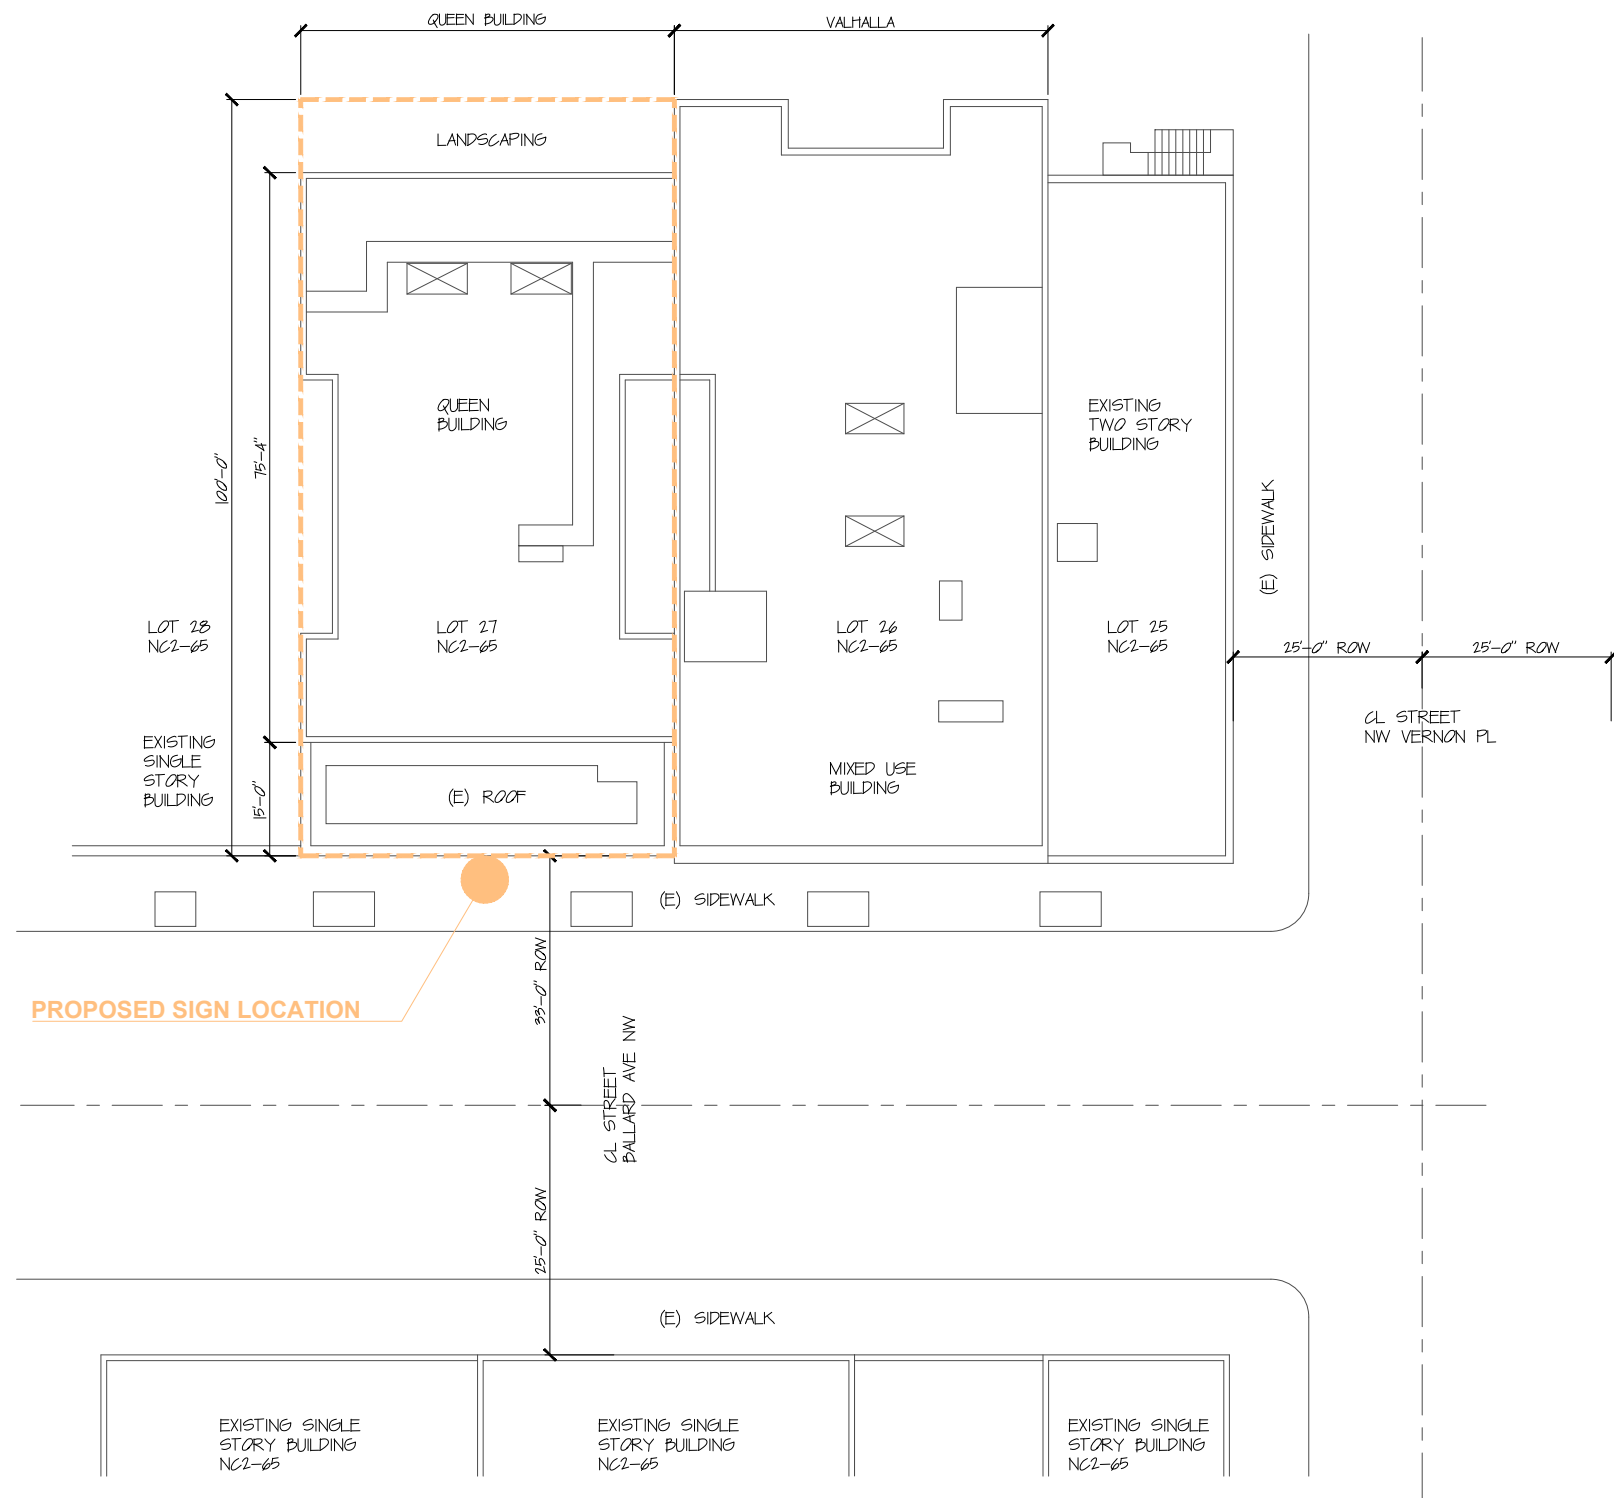 QUEEN BUILDING
VALHALLA
LANDSCAPING
QUEEN
BUILDING
EXISTING
TWO STORY
BUILDING
100'-0"
75'-4"
(E) SIDEWALK
LOT 28
NC2-65
LOT 27
NC2-65
LOT 26
NC2-65
LOT 25
NC2-65
25'-0" ROW
25'-0" ROW
CL STREET
NW VERNON PL
EXISTING
SINGLE
STORY
BUILDING
15'-0"
(E) ROOF
MIXED USE
BUILDING
(E) SIDEWALK
PROPOSED SIGN LOCATION
33'-0" ROW
CL STREET
BALLARD AVE NW
25'-0" ROW
(E) SIDEWALK
EXISTING SINGLE
STORY BUILDING
NC2-65
EXISTING SINGLE
STORY BUILDING
NC2-65
EXISTING SINGLE
STORY BUILDING
NC2-65